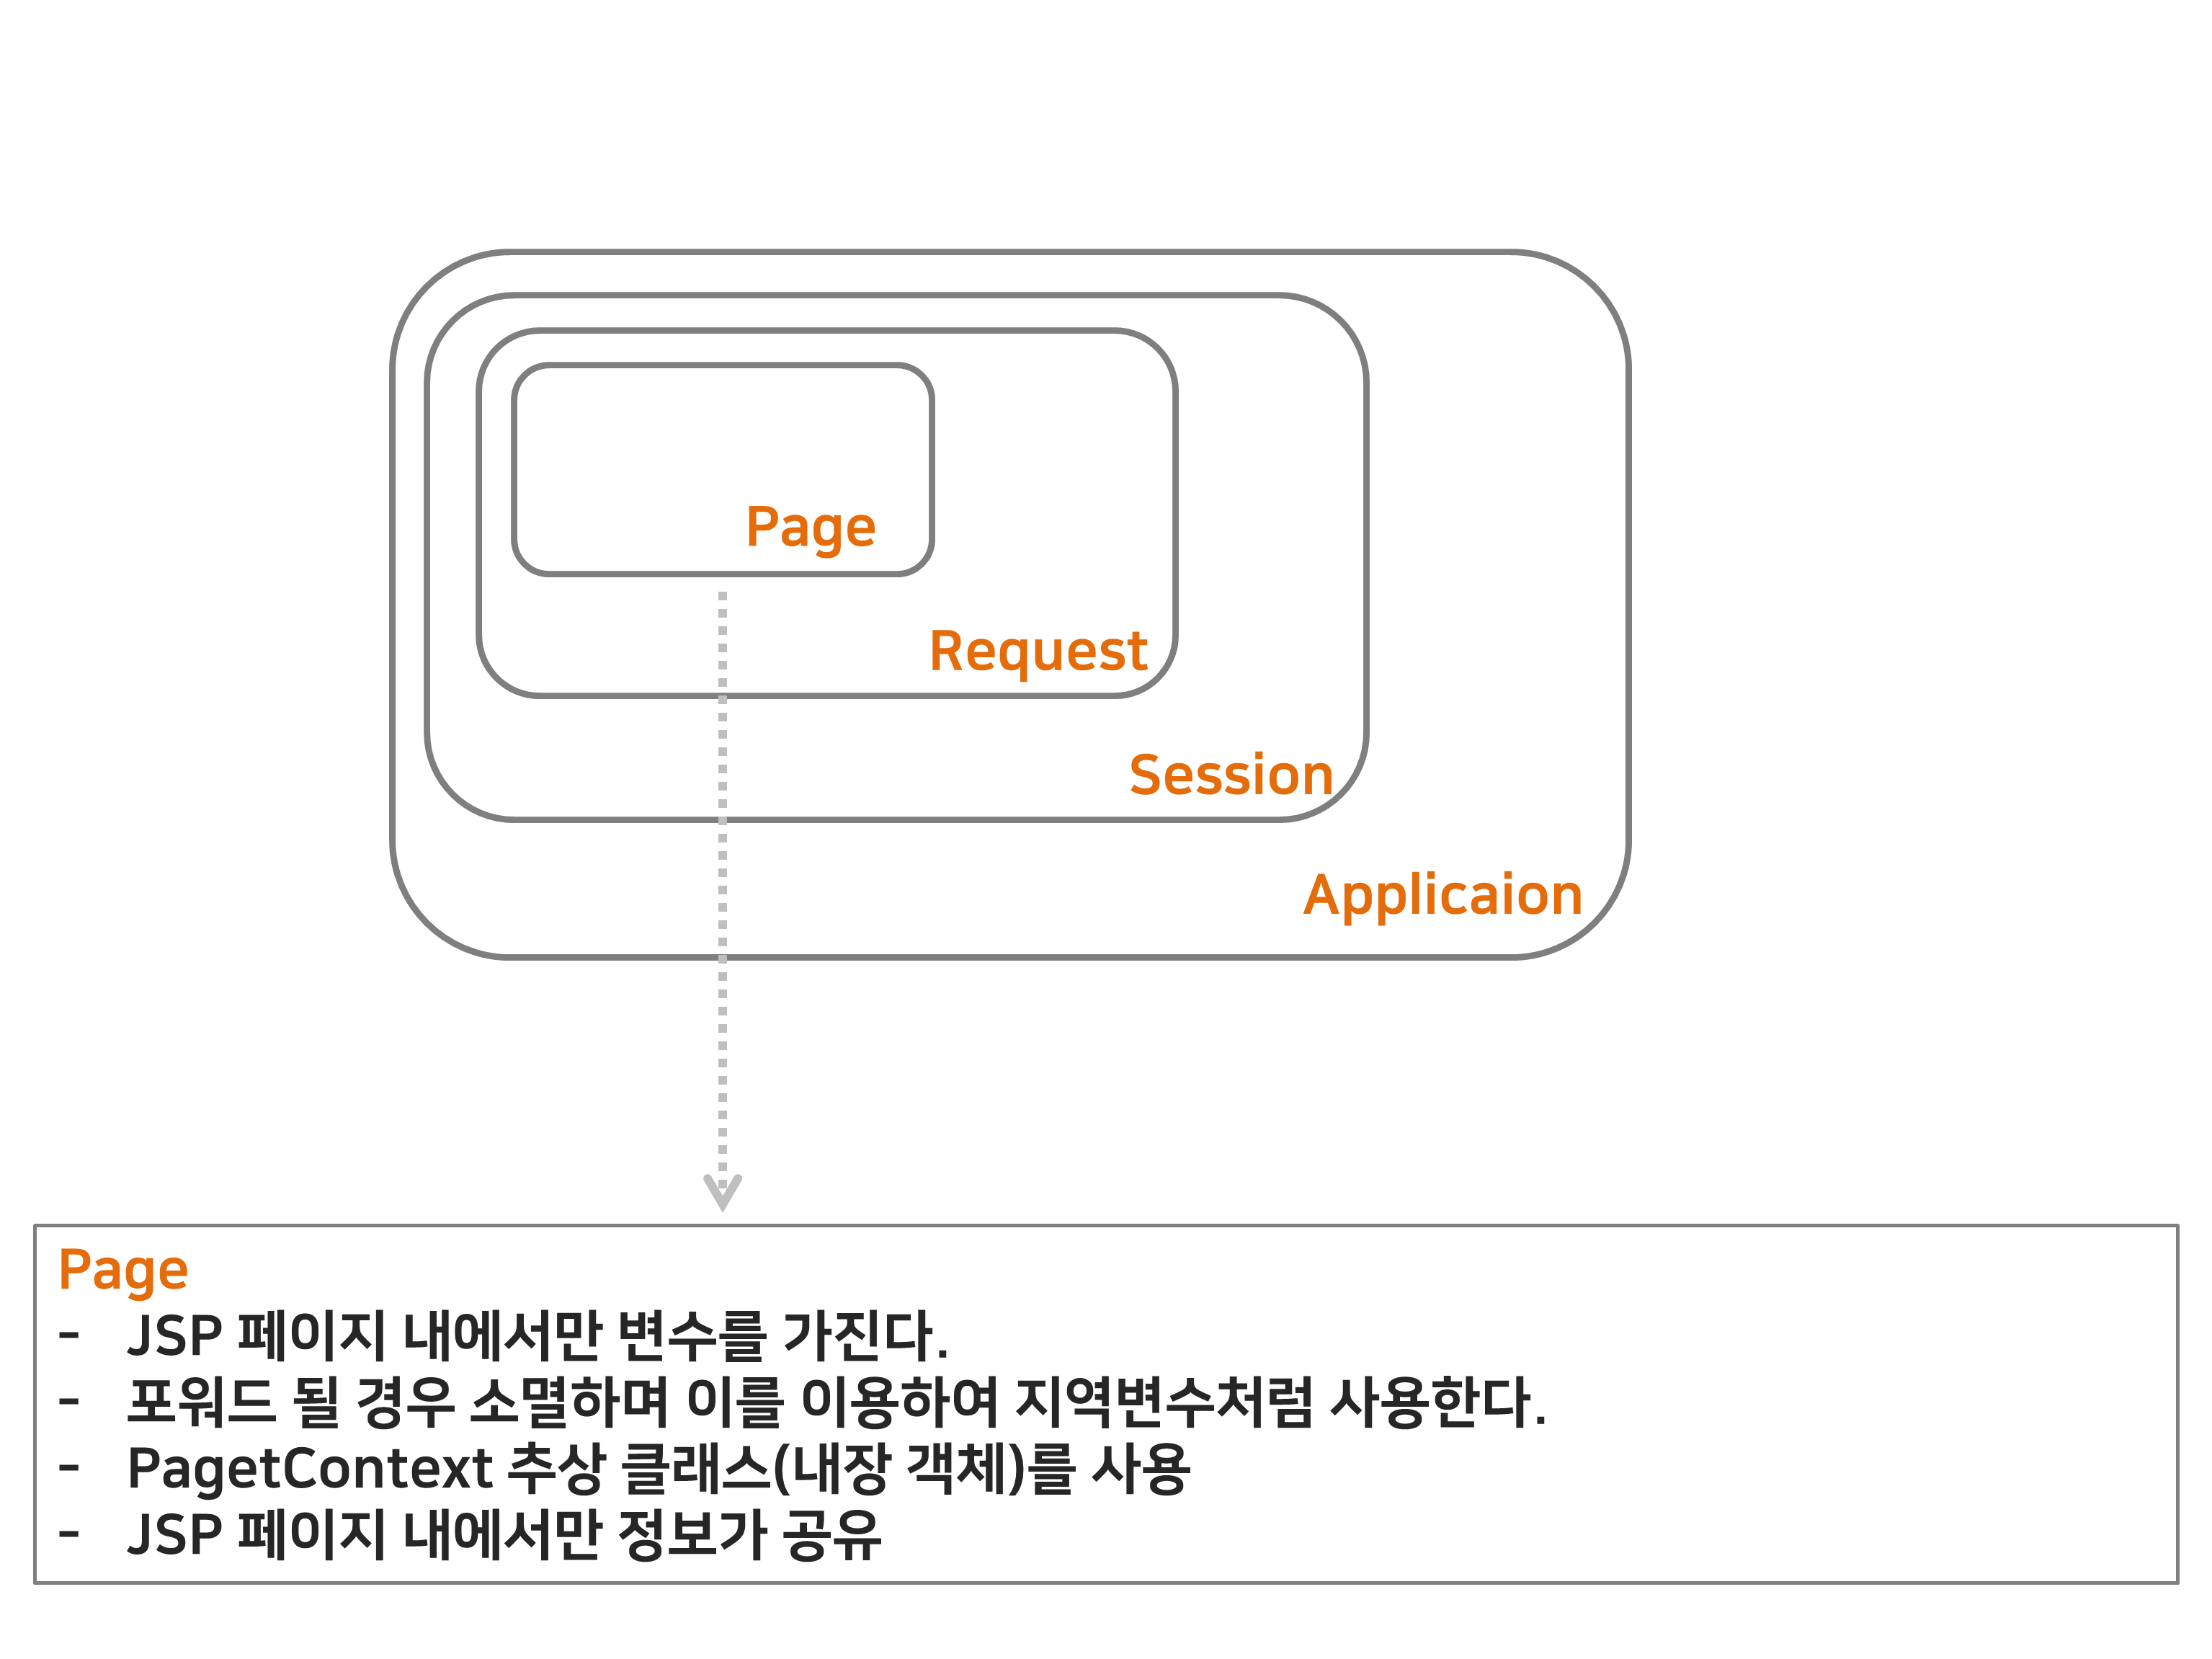 Page
Request
Session
Applicaion
Page
- JSP 페이지 내에서만 변수를 가진다.
- 포워드 될 경우 소멸하며 이를 이용하여 지역변수처럼 사용한다.
- PagetContext 추상 클래스(내장 객체)를 사용
- JSP 페이지 내에서만 정보가 공유